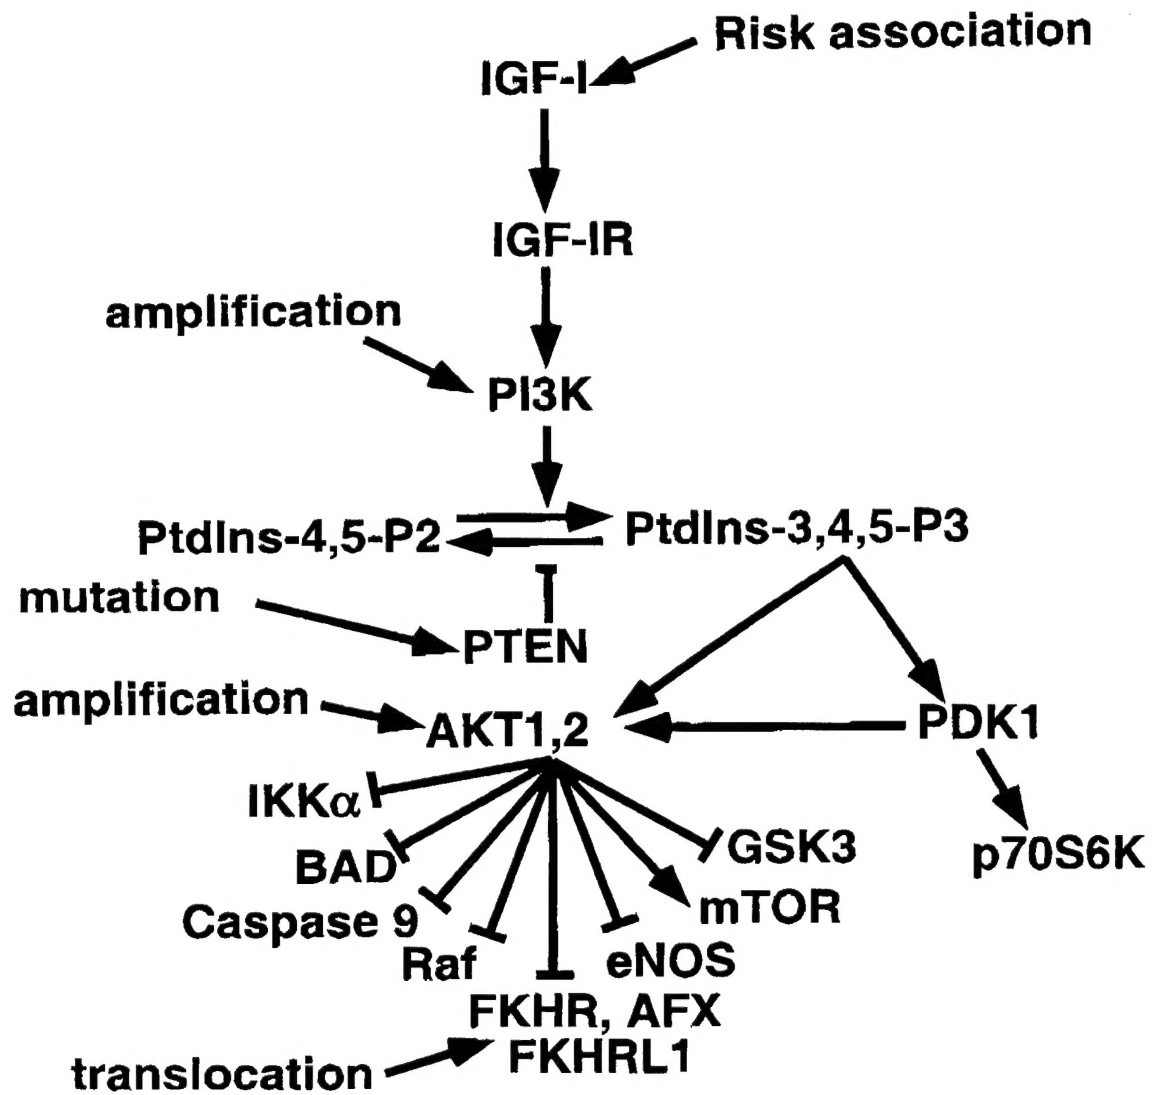 Risk association
IGF-I
IGF-IR
amplification
PI3K
PtdIns-4,5-P2
PtdIns-3,4,5-P3
mutation
PTEN
amplification
AKT1,2
PDK1
IKKα
GSK3
p70S6K
BAD
mTOR
Caspase 9
Raf
eNOS
FKHR, AFX
FKHRL1
translocation